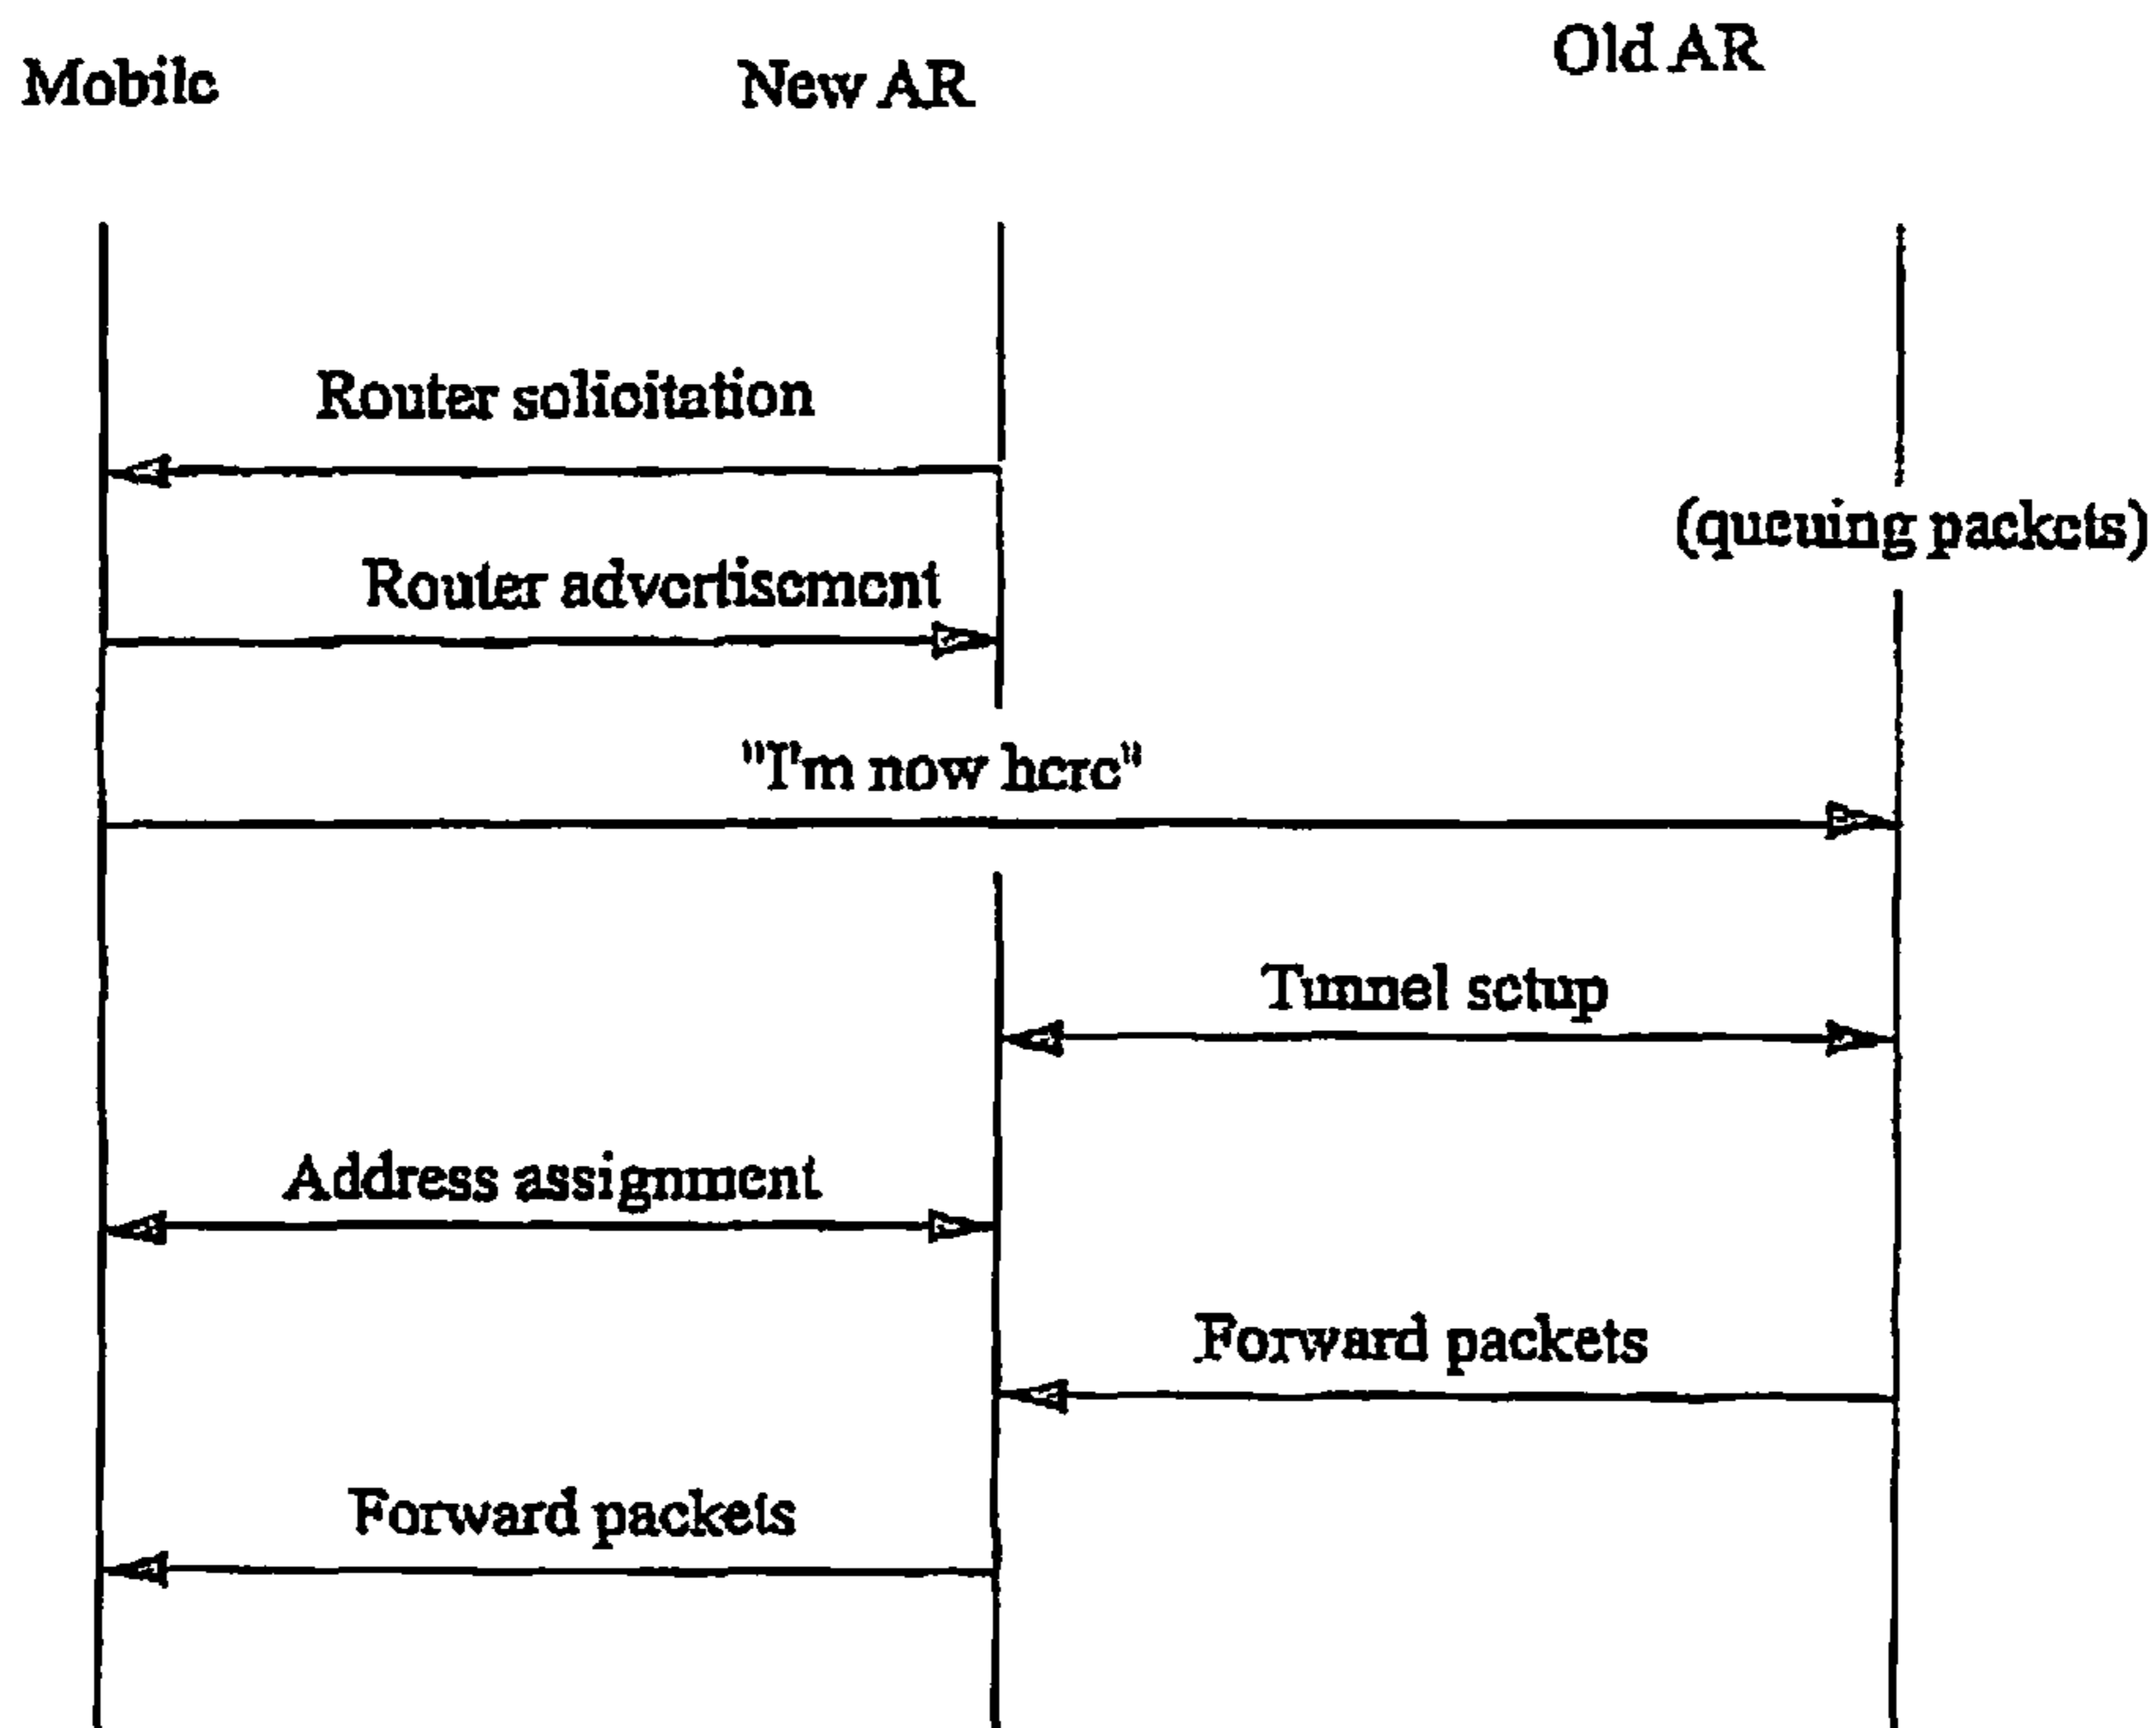 Mobile
New AR
Old AR
Router solicitation
(queuing packets)
Router advertisement
"I'm now here"
Tunnel setup
Address assignment
Forward packets
Forward packets